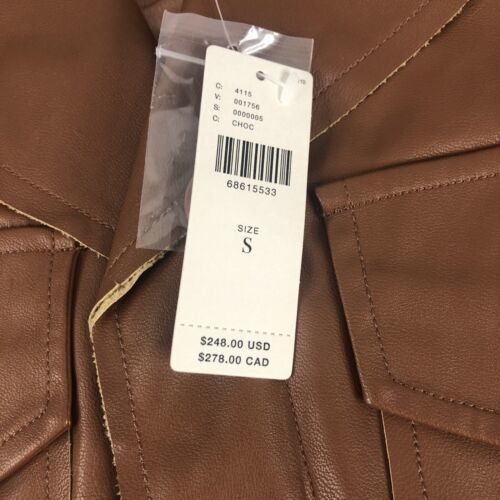 C: 4115
V: 001756
S: 0000005
C: CHOC
68615533
SIZE
S
$248.00 USD
$278.00 CAD